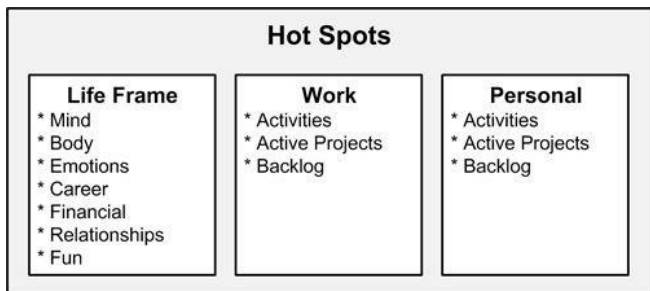 Hot Spots
Life Frame
* Mind
* Body
* Emotions
* Career
* Financial
* Relationships
* Fun
Work
* Activities
* Active Projects
* Backlog
Personal
* Activities
* Active Projects
* Backlog